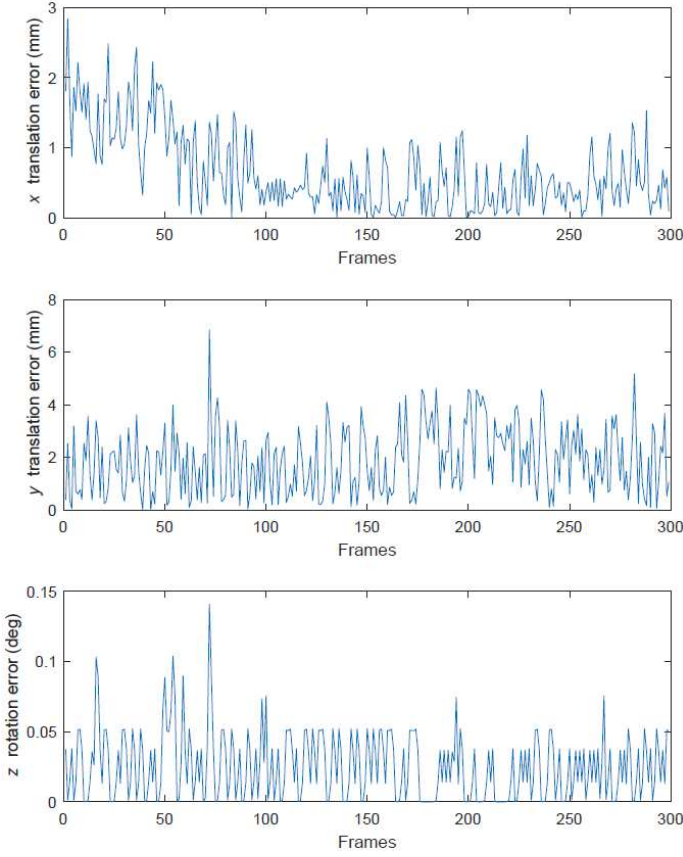 3
2
1
0
x translation error (mm)
0 50 100 150 200 250 300
Frames
8
6
4
2
0
y translation error (mm)
0 50 100 150 200 250 300
Frames
0.15
0.1
0.05
0
z rotation error (deg)
0 50 100 150 200 250 300
Frames